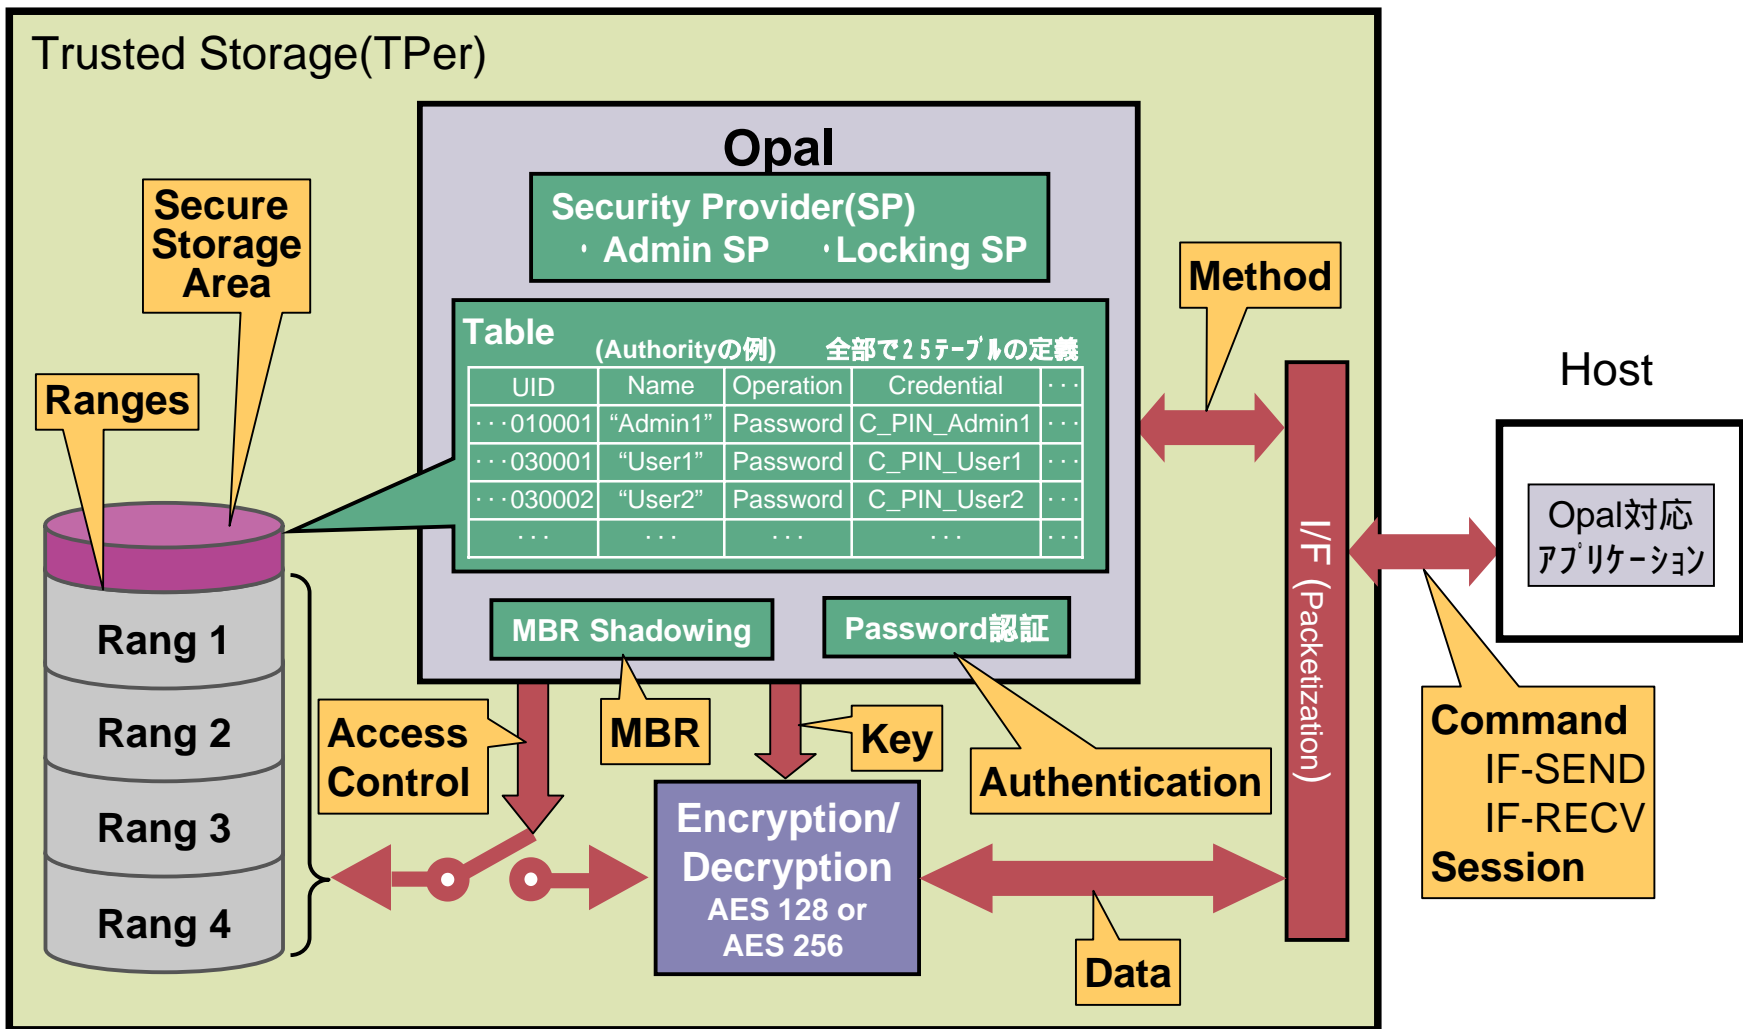 Trusted Storage(TPer)
Opal
Security Provider(SP)
・Admin SP ・Locking SP
Secure
Storage
Area
Ranges
Table (Authorityの例) 全部で25テーブルの定義
UID Name Operation Credential ・・・
・・・010001 “Admin1” Password C_PIN_Admin1 ・・・
・・・030001 “User1” Password C_PIN_User1 ・・・
・・・030002 “User2” Password C_PIN_User2 ・・・
・・・ ・・・ ・・・ ・・・ ・・・
MBR Shadowing
Password認証
Method
I/F (Packetization)
Host
Opal対応
アプリケーション
Rang 1
Rang 2
Rang 3
Rang 4
Access
Control
MBR
Key
Authentication
Encryption/
Decryption
AES 128 or
AES 256
Data
Command
IF-SEND
IF-RECV
Session